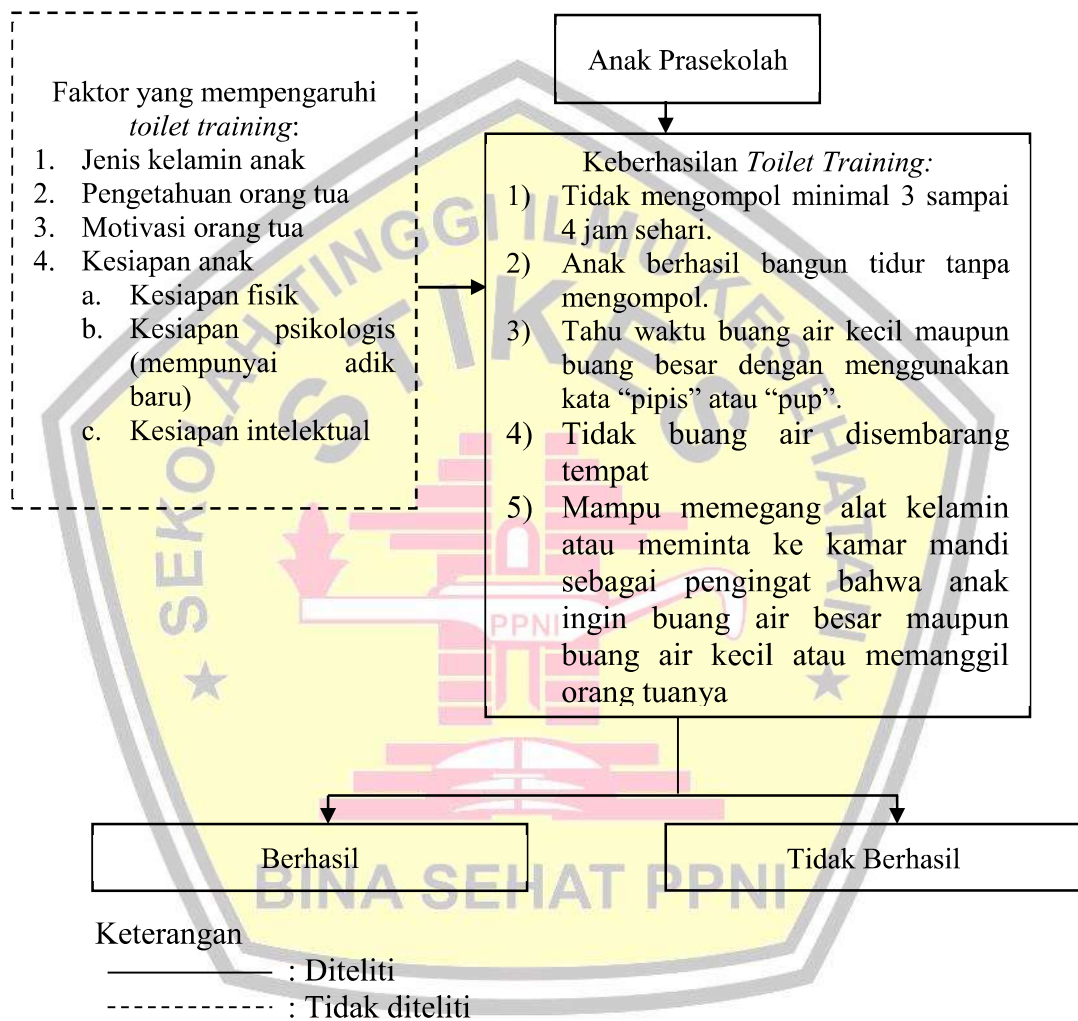 Faktor yang mempengaruhi
toilet training:
1. Jenis kelamin anak
2. Pengetahuan orang tua
3. Motivasi orang tua
4. Kesiapan anak
a. Kesiapan fisik
b. Kesiapan psikologis
(mempunyai adik
baru)
c. Kesiapan intelektual
Anak Prasekolah
Keberhasilan Toilet Training:
1) Tidak mengompol minimal 3 sampai
4 jam sehari.
2) Anak berhasil bangun tidur tanpa
mengompol.
3) Tahu waktu buang air kecil maupun
buang besar dengan menggunakan
kata “pipis” atau “pup”.
4) Tidak buang air disembarang
tempat
5) Mampu memegang alat kelamin
atau meminta ke kamar mandi
sebagai pengingat bahwa anak
ingin buang air besar maupun
buang air kecil atau memanggil
orang tuanya
Berhasil
Tidak Berhasil
Keterangan
: Diteliti
: Tidak diteliti
SEKOLAH TINGGI ILMU KESEHATAN
STIKES
PPNI
BINA SEHAT PPNI